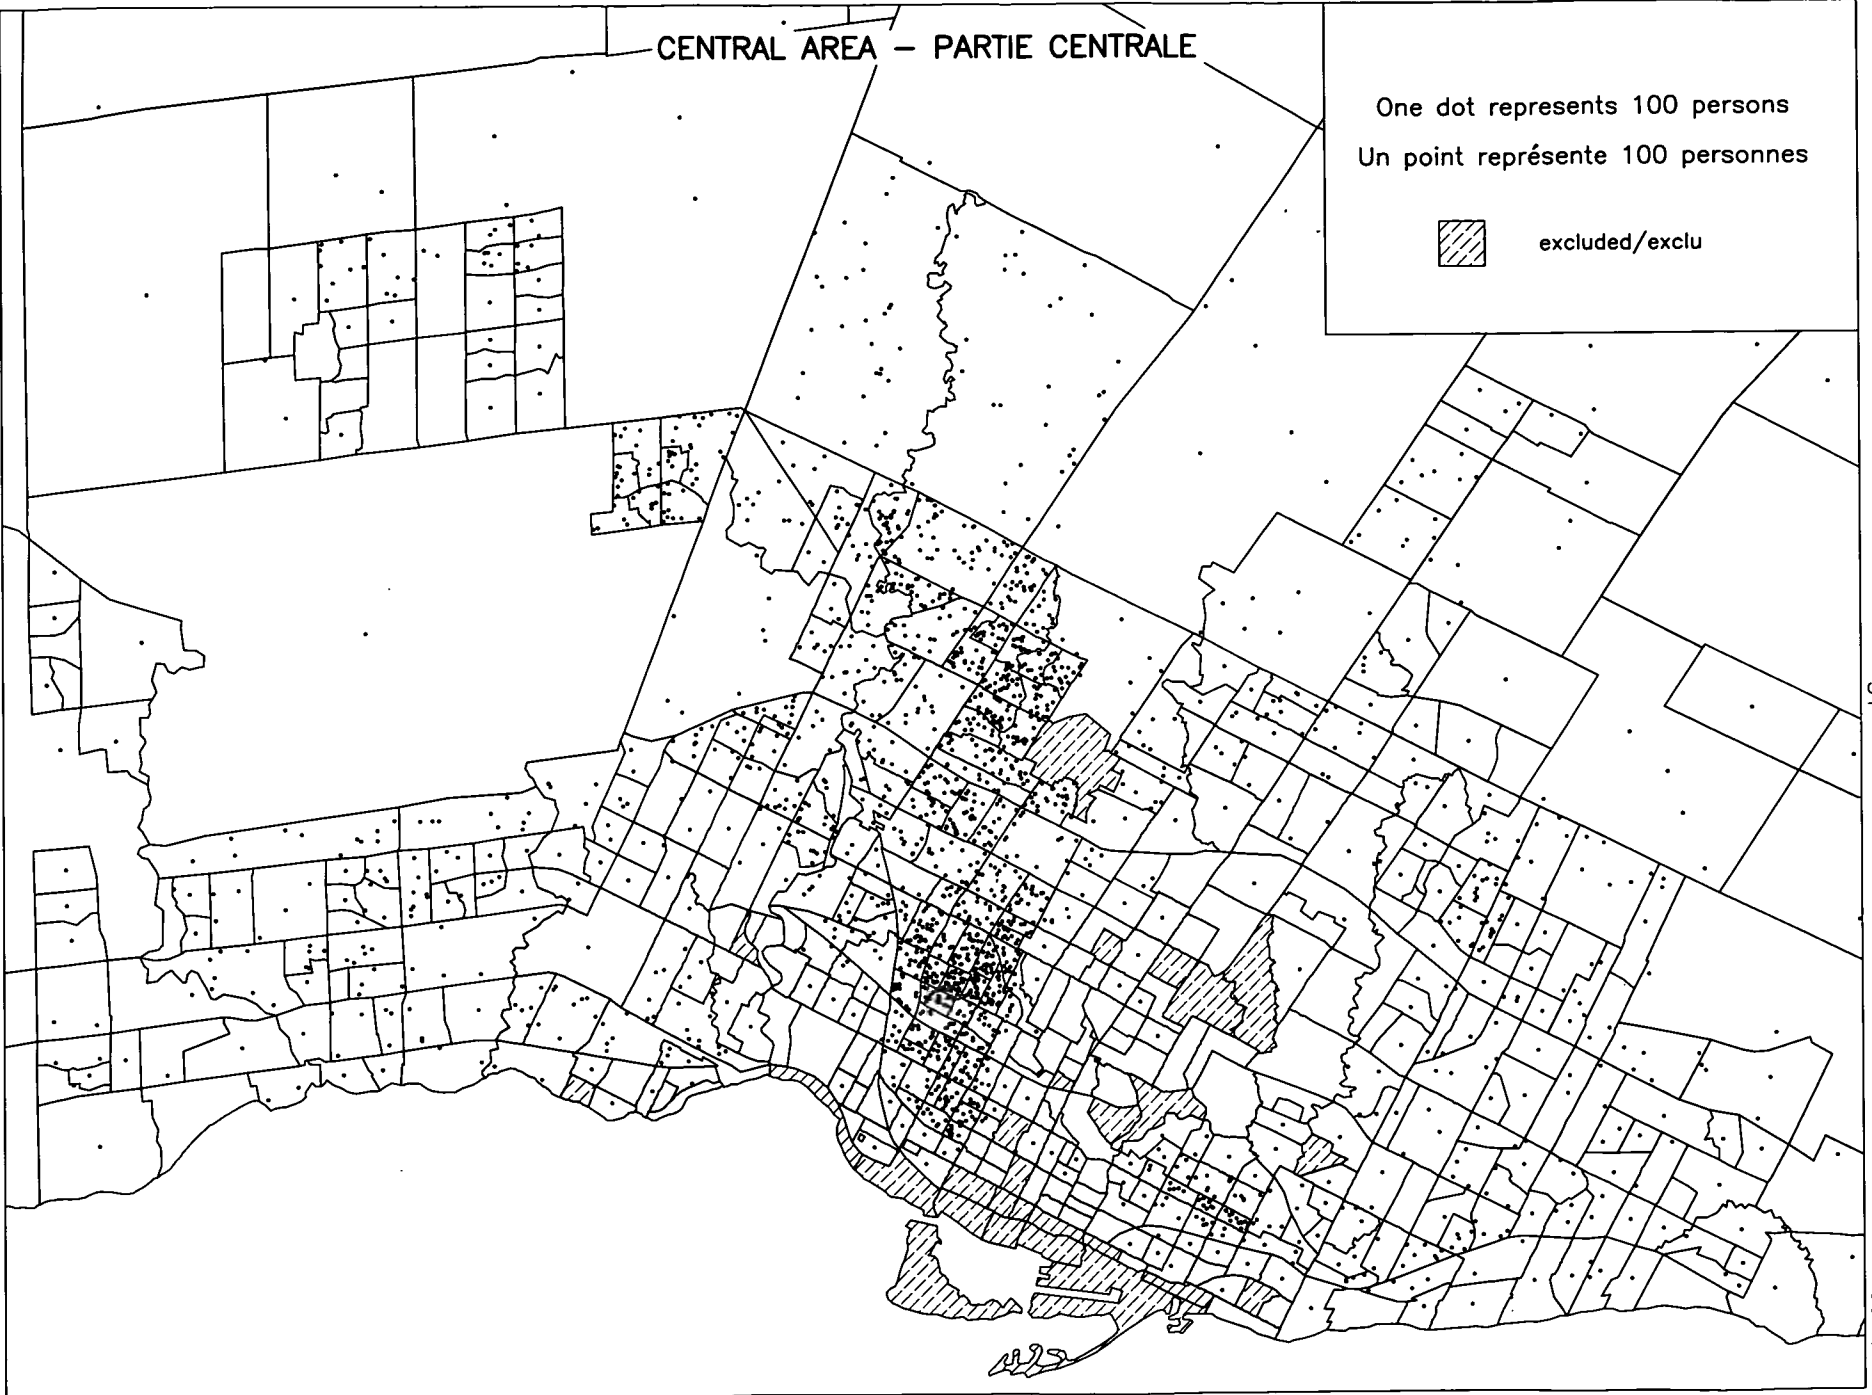 CENTRAL AREA – PARTIE CENTRALE
One dot represents 100 persons
Un point représente 100 personnes
excluded/exclu